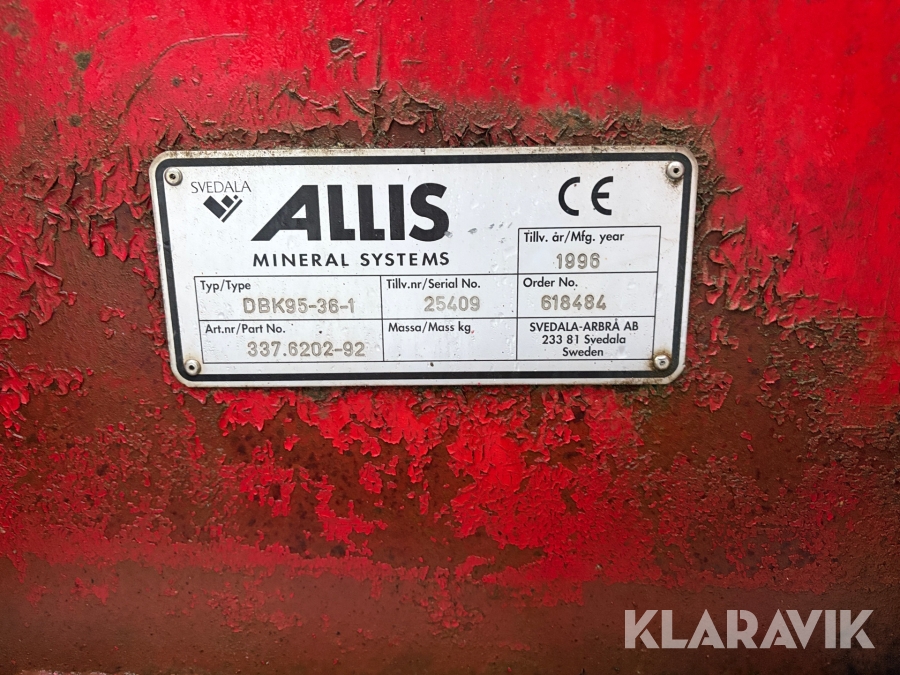 SVEDALA
ALLIS
MINERAL SYSTEMS
CE
Tillv. år/Mfg. year
1996
Typ/Type
DBK95-36-1
Tillv.nr/Serial No.
25409
Order No.
618484
Art.nr/Part No.
337.6202-92
Massa/Mass kg.
SVEDALA-ARBRÅ AB
233 81 Svedala
Sweden
KLARAVIK